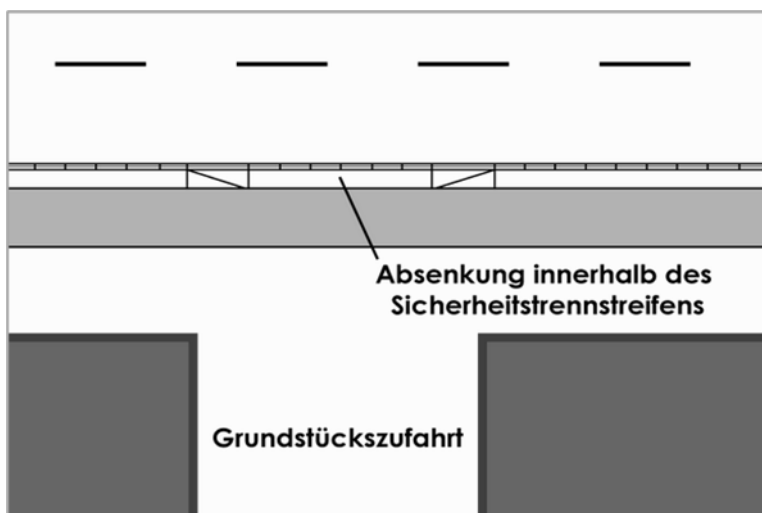 Absenkung innerhalb des
Sicherheitstrennstreifens
Grundstückszufahrt